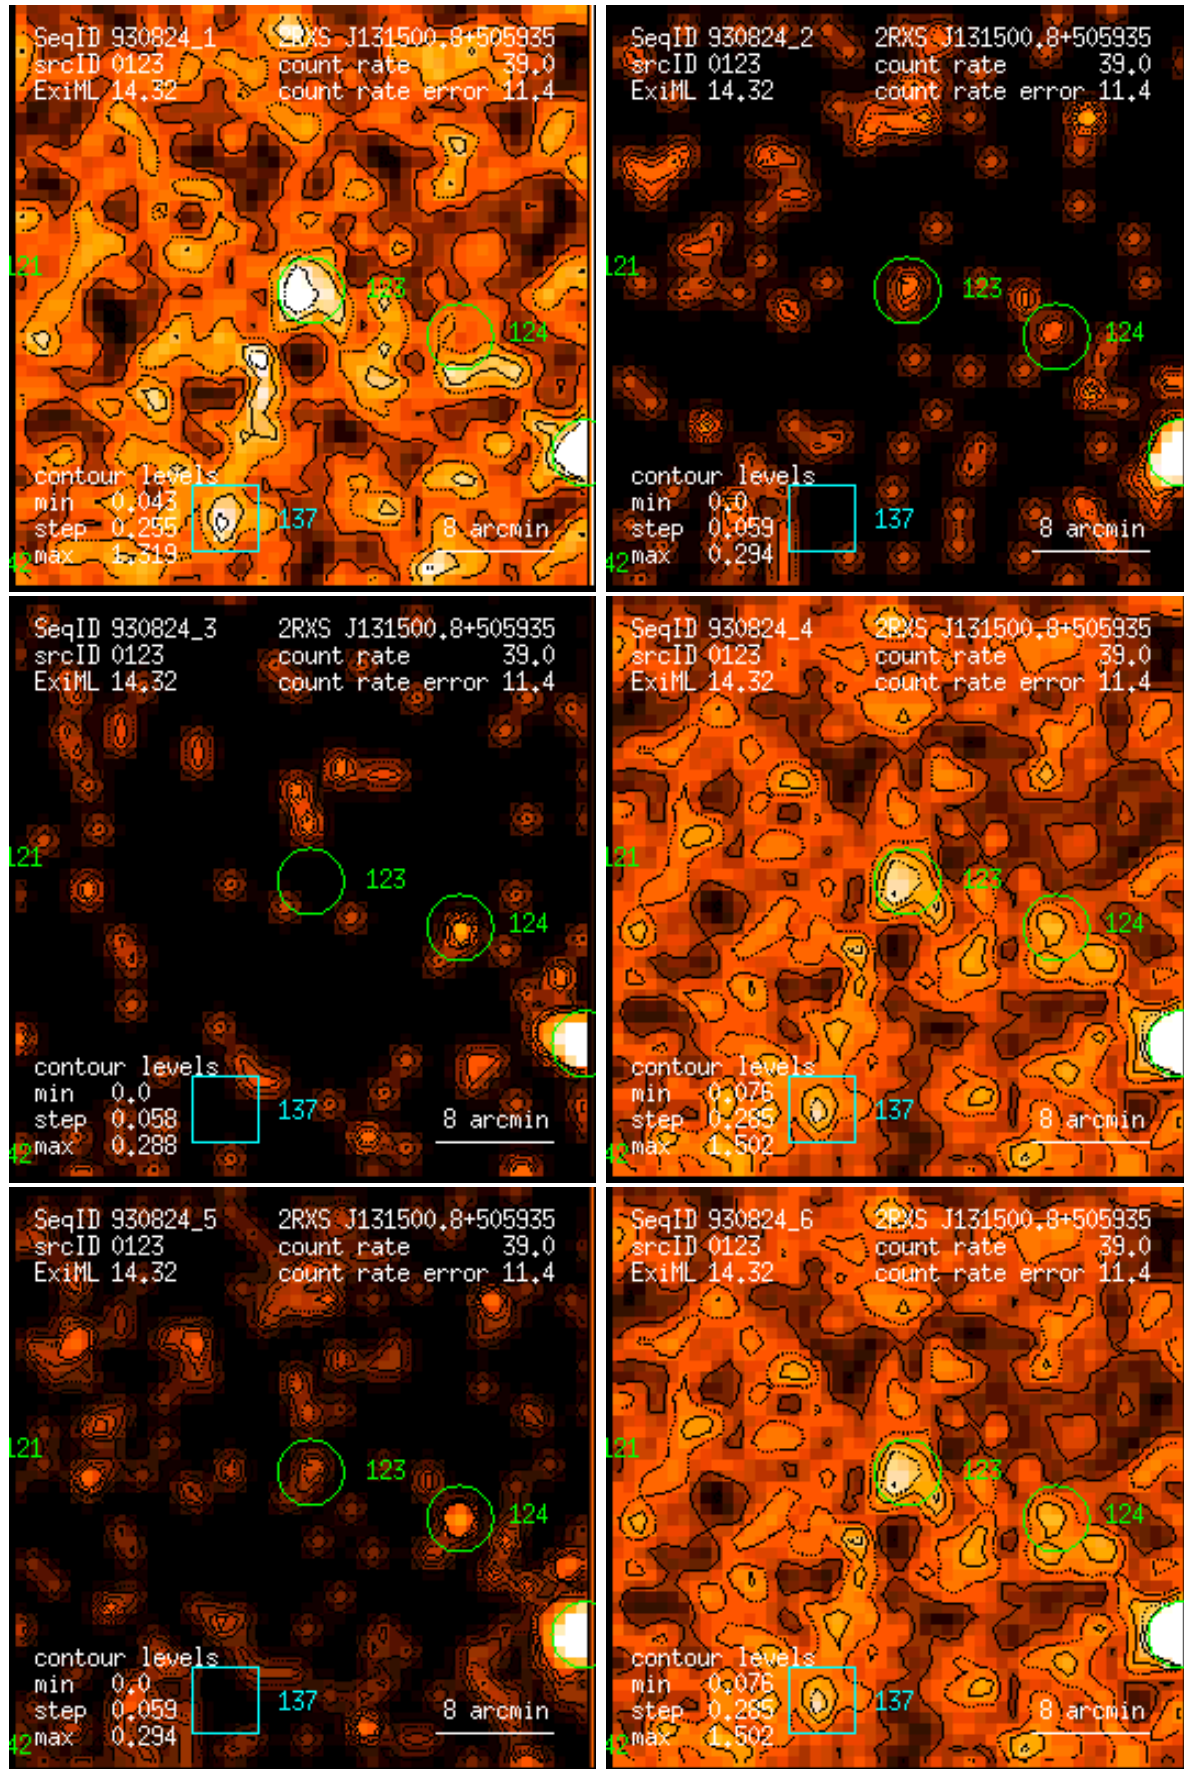 SeqID 930824_1 2RXS J131500.8+505935
srcID 0123 count rate 39.0
ExiML 14.32 count rate error 11.4
121
123
124
contour levels
min 0.043
step 0.255
max 1.319
137
8 arcmin
42
SeqID 930824_2 2RXS J131500.8+505935
srcID 0123 count rate 39.0
ExiML 14.32 count rate error 11.4
121
123
124
contour levels
min 0.0
step 0.059
max 0.294
137
8 arcmin
42
SeqID 930824_3 2RXS J131500.8+505935
srcID 0123 count rate 39.0
ExiML 14.32 count rate error 11.4
121
123
124
contour levels
min 0.0
step 0.058
max 0.288
137
8 arcmin
42
SeqID 930824_4 2RXS J131500.8+505935
srcID 0123 count rate 39.0
ExiML 14.32 count rate error 11.4
121
123
124
contour levels
min 0.076
step 0.285
max 1.502
137
8 arcmin
42
SeqID 930824_5 2RXS J131500.8+505935
srcID 0123 count rate 39.0
ExiML 14.32 count rate error 11.4
121
123
124
contour levels
min 0.0
step 0.059
max 0.294
137
8 arcmin
42
SeqID 930824_6 2RXS J131500.8+505935
srcID 0123 count rate 39.0
ExiML 14.32 count rate error 11.4
121
123
124
contour levels
min 0.076
step 0.285
max 1.502
137
8 arcmin
42